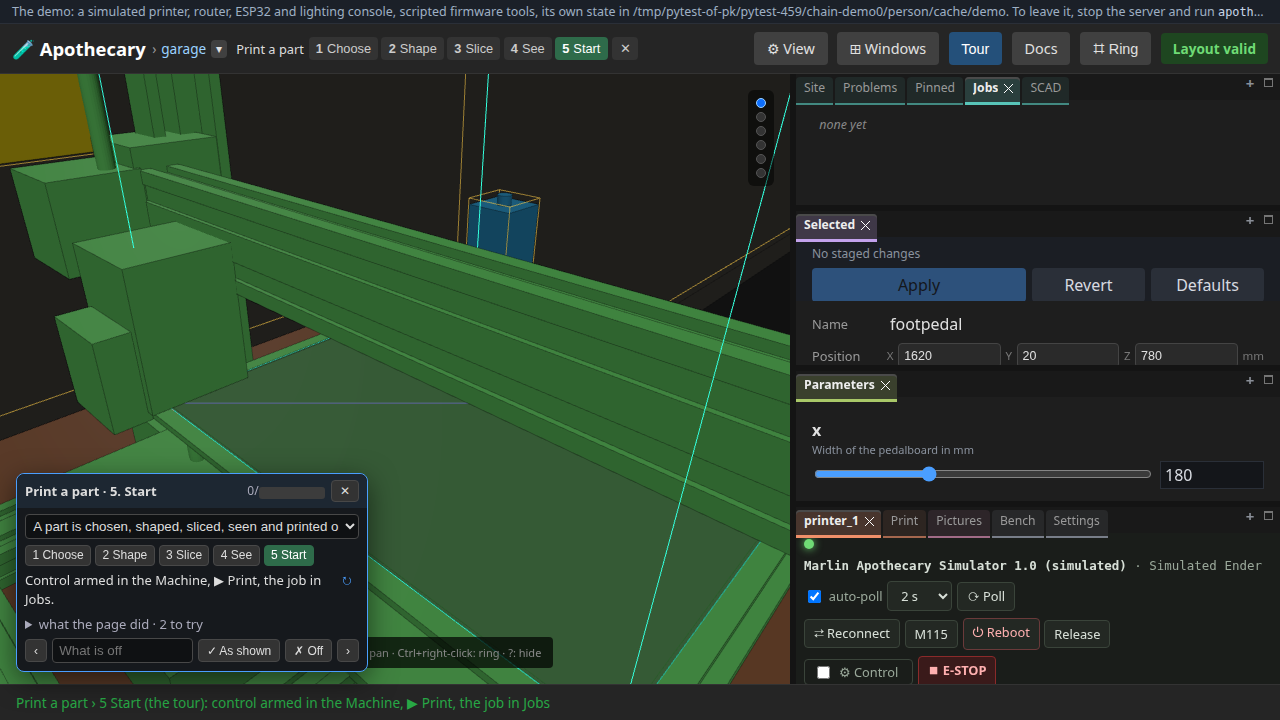 The demo: a simulated printer, router, ESP32 and lighting console, scripted firmware tools, its own state in /tmp/pytest-of-pk/pytest-459/chain-demo0/person/cache/demo. To leave it, stop the server and run apoth…
Apothecary › garage ▾ Print a part 1 Choose 2 Shape 3 Slice 4 See 5 Start ✕ ⚙ View ⊞ Windows Tour Docs Ring Layout valid
Site Problems Pinned Jobs SCAD
none yet
Selected
No staged changes
Apply Revert Defaults
Name footpedal
Position X 1620 Y 20 Z 780 mm
Parameters
x
Width of the pedalboard in mm
180
printer_1 Print Pictures Bench Settings
Marlin Apothecary Simulator 1.0 (simulated) · Simulated Ender
auto-poll 2 s ⟳ Poll
⇄ Reconnect M115 Reboot Release
⚙ Control ■ E-STOP
Print a part · 5. Start 0/ ✕
A part is chosen, shaped, sliced, seen and printed o
1 Choose 2 Shape 3 Slice 4 See 5 Start
Control armed in the Machine, ▶ Print, the job in ↻
Jobs.
▶ what the page did · 2 to try
‹ What is off ✓ As shown ✗ Off ›
pan · Ctrl+right-click: ring · ?: hide
Print a part › 5 Start (the tour): control armed in the Machine, ▶ Print, the job in Jobs